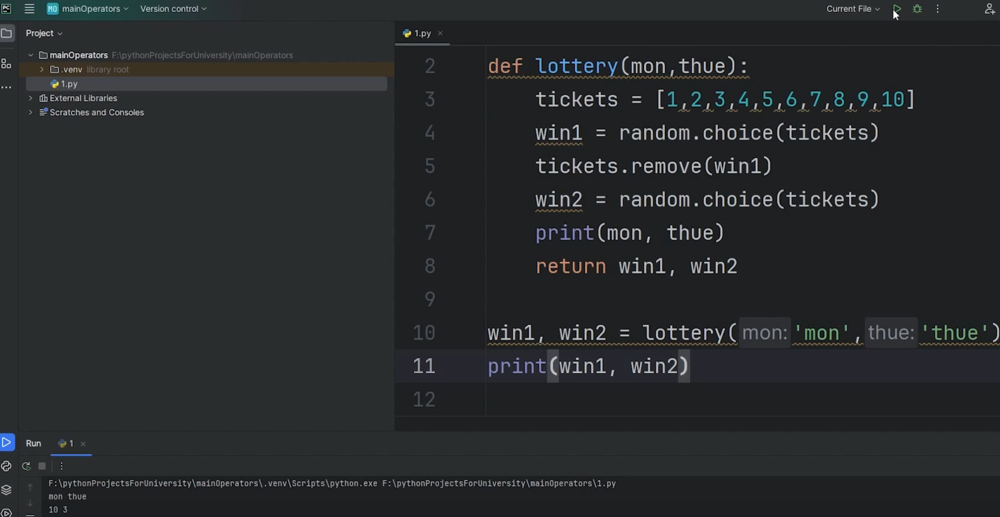 PC
MO mainOperators
Version control
Current File
Project
1.py
mainOperators F:\pythonProjectsForUniversity\mainOperators
.venv library root
1.py
External Libraries
Scratches and Consoles
2 def lottery(mon,thue):
3 tickets = [1,2,3,4,5,6,7,8,9,10]
4 win1 = random.choice(tickets)
5 tickets.remove(win1)
6 win2 = random.choice(tickets)
7 print(mon, thue)
8 return win1, win2
9
10 win1, win2 = lottery( mon: 'mon', thue: 'thue')
11 print(win1, win2)
12
Run
1
F:\pythonProjectsForUniversity\mainOperators\.venv\Scripts\python.exe F:\pythonProjectsForUniversity\mainOperators\1.py
mon thue
10 3